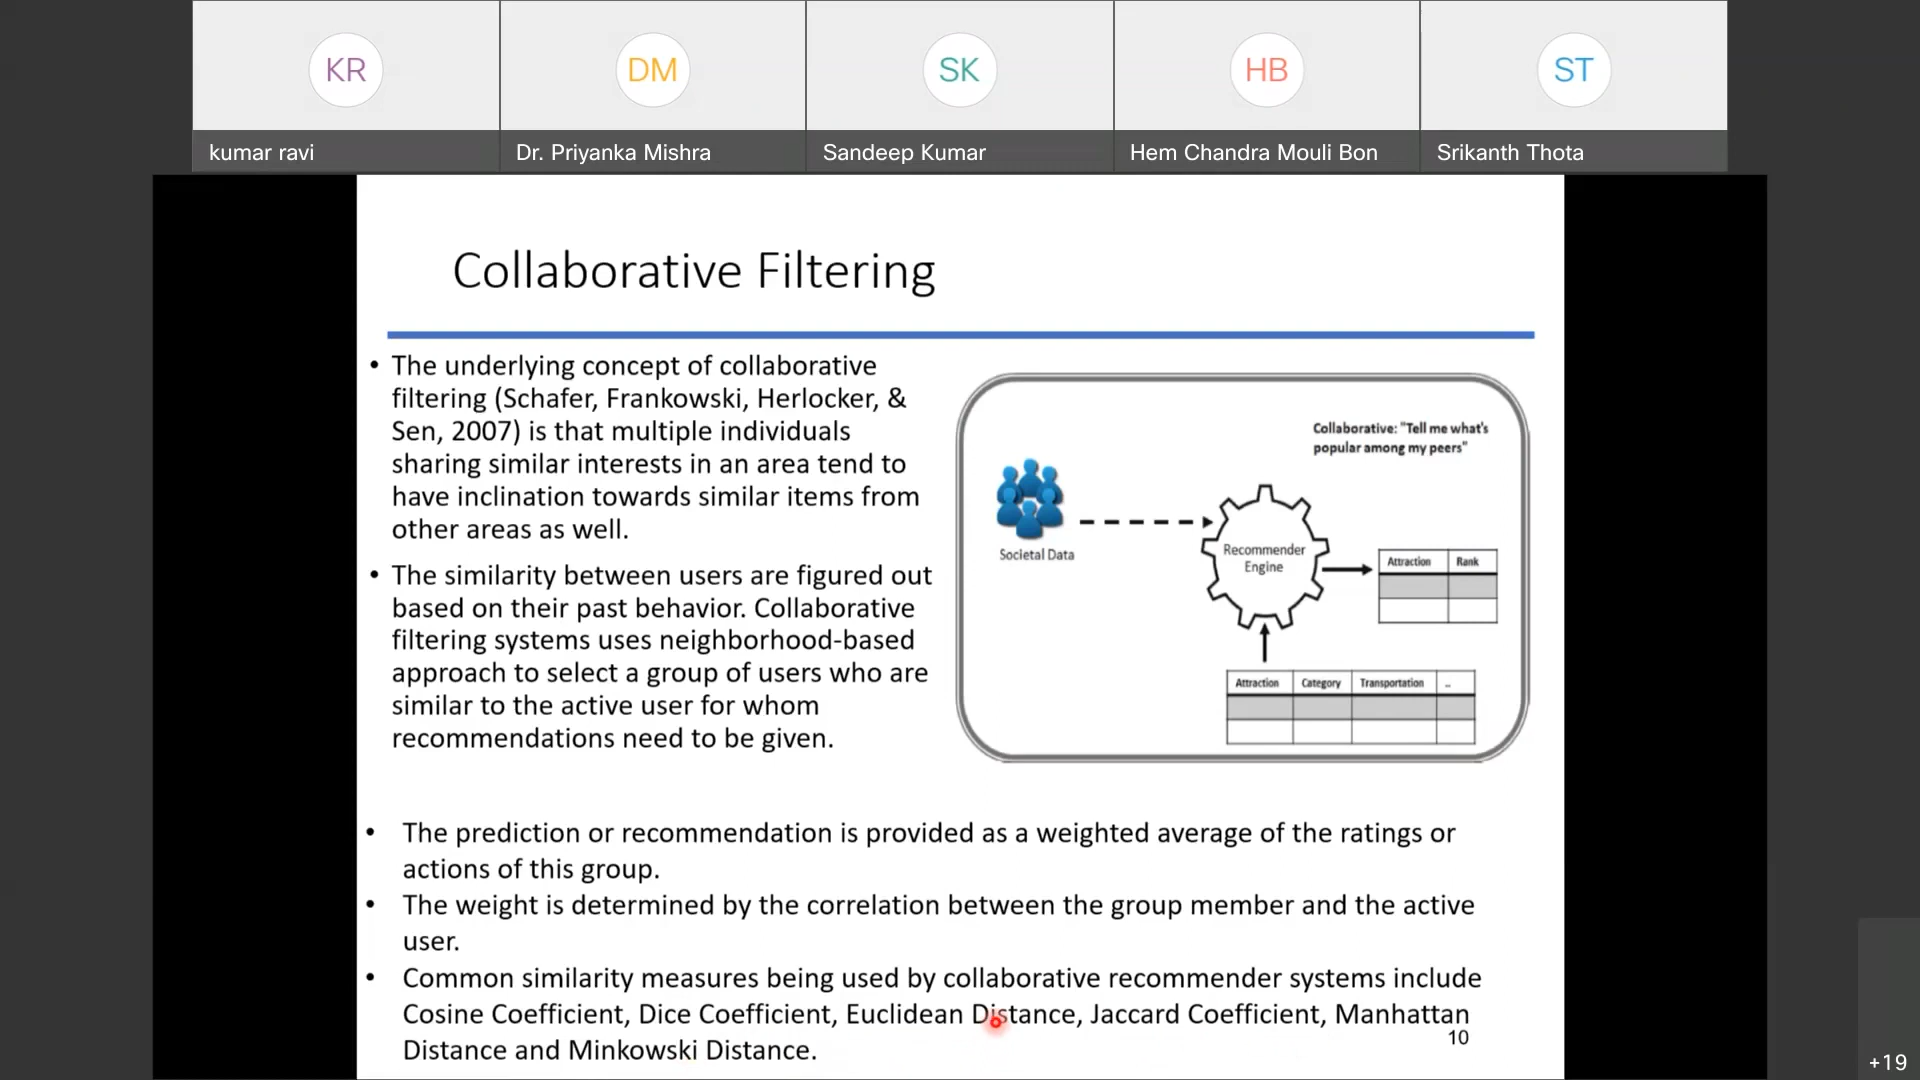 KR
DM
SK
HB
ST
kumar ravi
Dr. Priyanka Mishra
Sandeep Kumar
Hem Chandra Mouli Bon
Srikanth Thota
Collaborative Filtering
• The underlying concept of collaborative
filtering (Schafer, Frankowski, Herlocker, &
Sen, 2007) is that multiple individuals
sharing similar interests in an area tend to
have inclination towards similar items from
other areas as well.
• The similarity between users are figured out
based on their past behavior. Collaborative
filtering systems uses neighborhood-based
approach to select a group of users who are
similar to the active user for whom
recommendations need to be given.
Collaborative: "Tell me what's
popular among my peers"
Societal Data
Recommender
Engine
Attraction Rank
Attraction Category Transportation ..
• The prediction or recommendation is provided as a weighted average of the ratings or
actions of this group.
• The weight is determined by the correlation between the group member and the active
user.
• Common similarity measures being used by collaborative recommender systems include
Cosine Coefficient, Dice Coefficient, Euclidean Distance, Jaccard Coefficient, Manhattan
Distance and Minkowski Distance.
10
+19